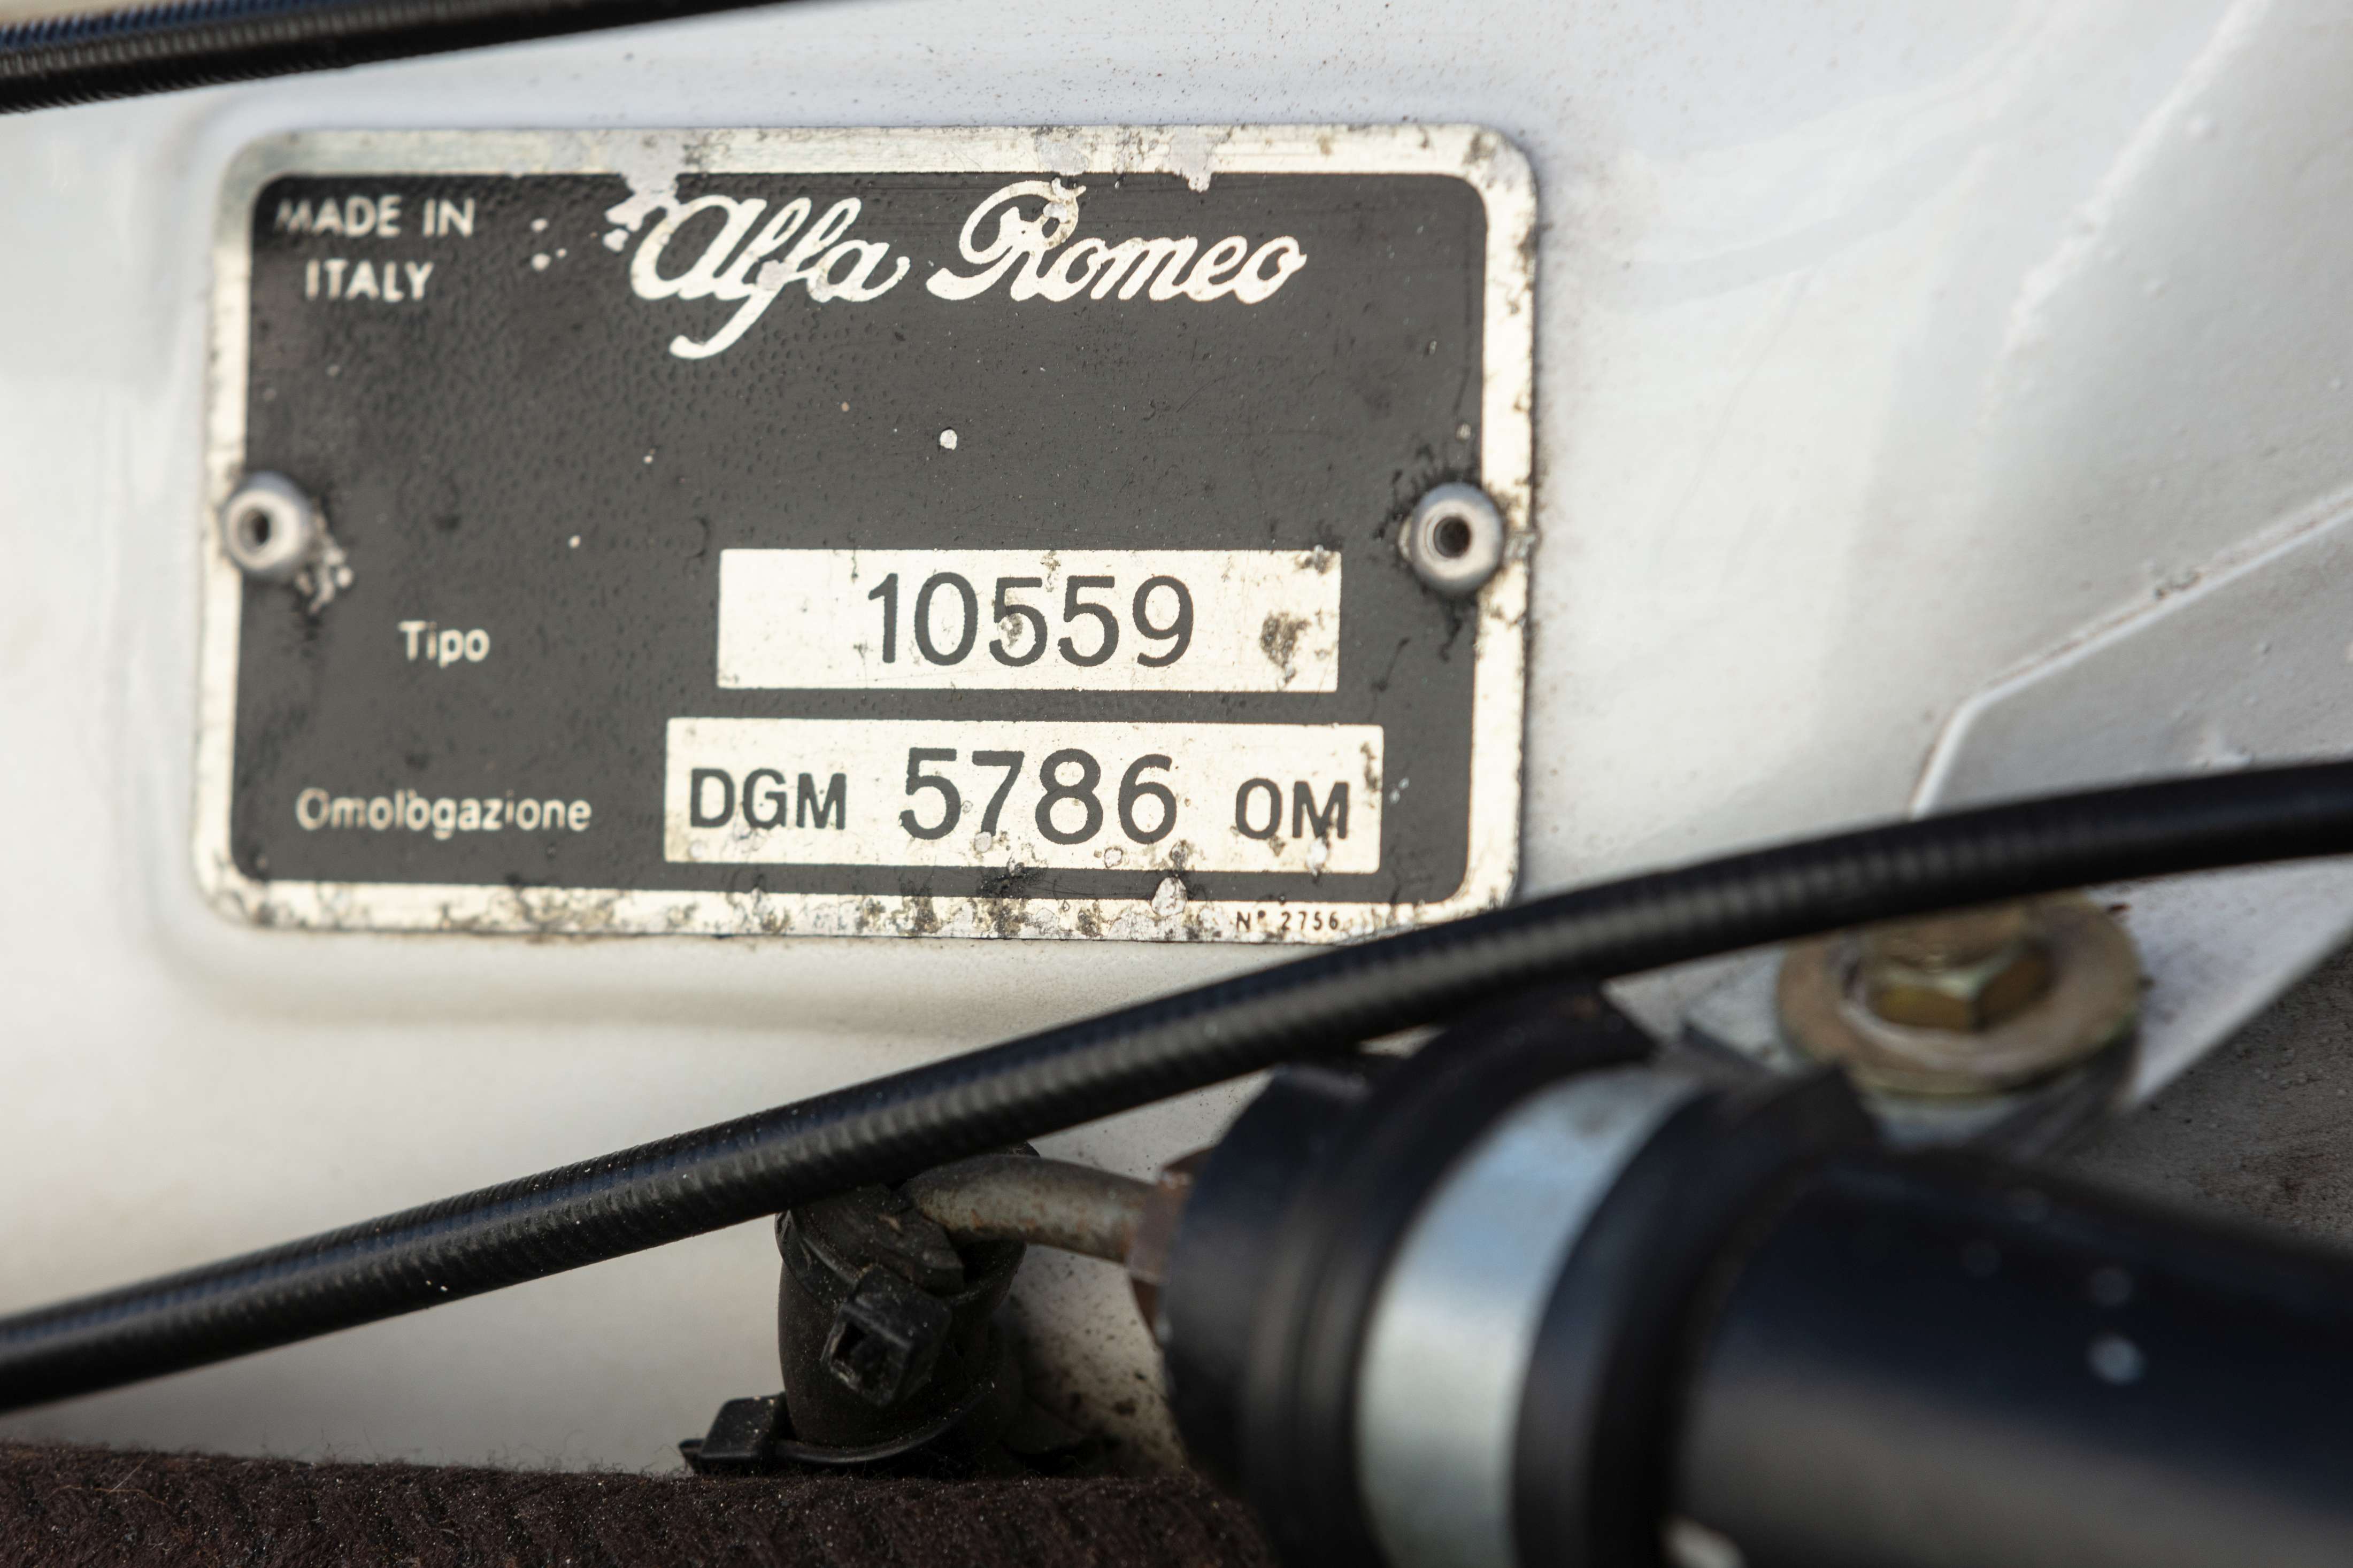 MADE IN
ITALY
Alfa Romeo
Tipo 10559
Omologazione DGM 5786 OM
Nº 2756